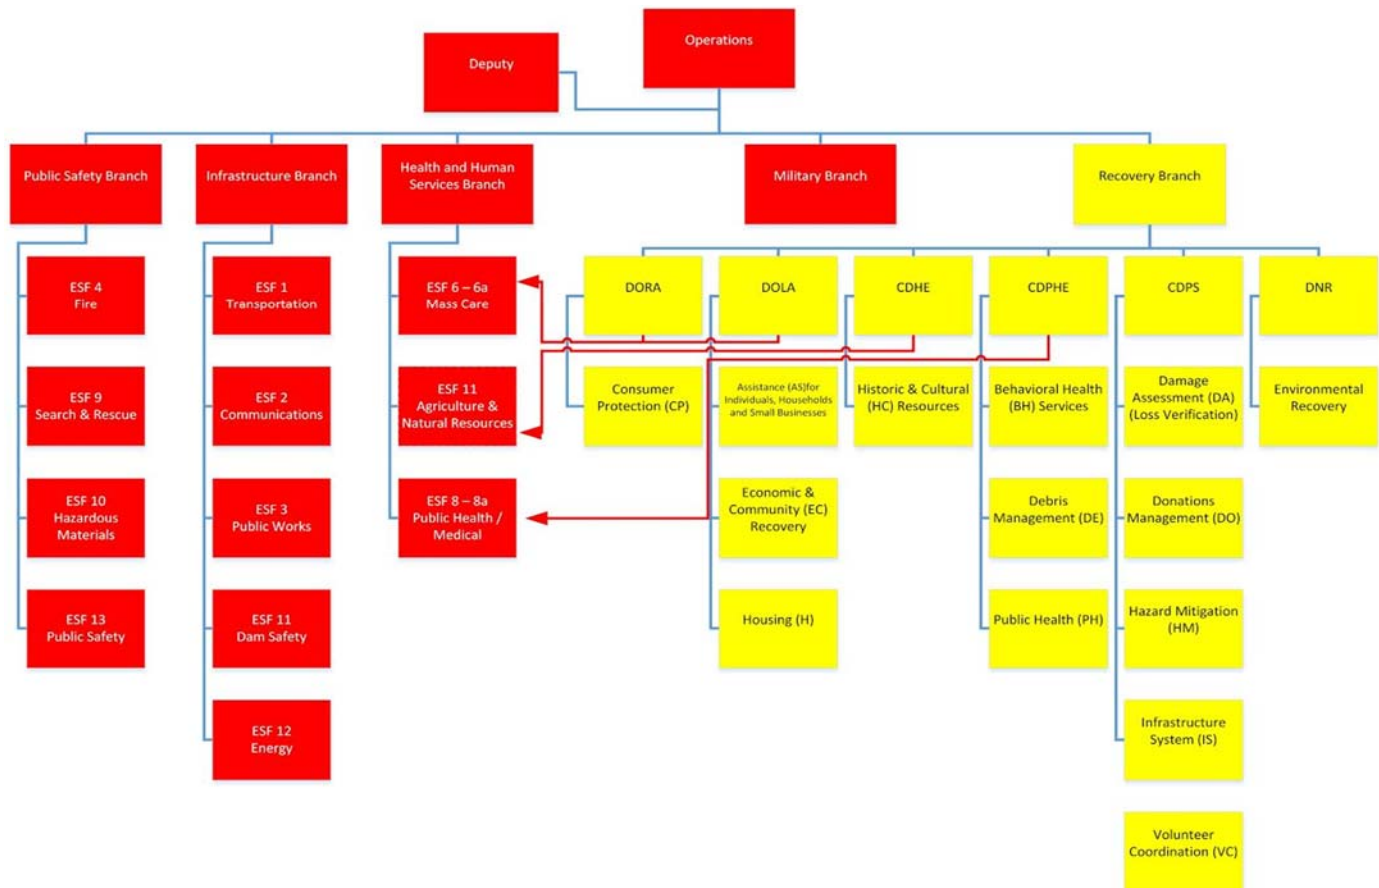 Operations
Deputy
Public Safety Branch
Infrastructure Branch
Health and Human
Services Branch
Military Branch
Recovery Branch
ESF 4
Fire
ESF 1
Transportation
ESF 6 – 6a
Mass Care
DORA
DOLA
CDHE
CDPHE
CDPS
DNR
ESF 9
Search & Rescue
ESF 2
Communications
ESF 11
Agriculture &
Natural Resources
Consumer
Protection (CP)
Assistance (AS)for
Individuals, Households
and Small Businesses
Historic & Cultural
(HC) Resources
Behavioral Health
(BH) Services
Damage
Assessment (DA)
(Loss Verification)
Environmental
Recovery
ESF 10
Hazardous
Materials
ESF 3
Public Works
ESF 8 – 8a
Public Health /
Medical
Economic &
Community (EC)
Recovery
Debris
Management (DE)
Donations
Management (DO)
ESF 13
Public Safety
ESF 11
Dam Safety
Housing (H)
Public Health (PH)
Hazard Mitigation
(HM)
ESF 12
Energy
Infrastructure
System (IS)
Volunteer
Coordination (VC)